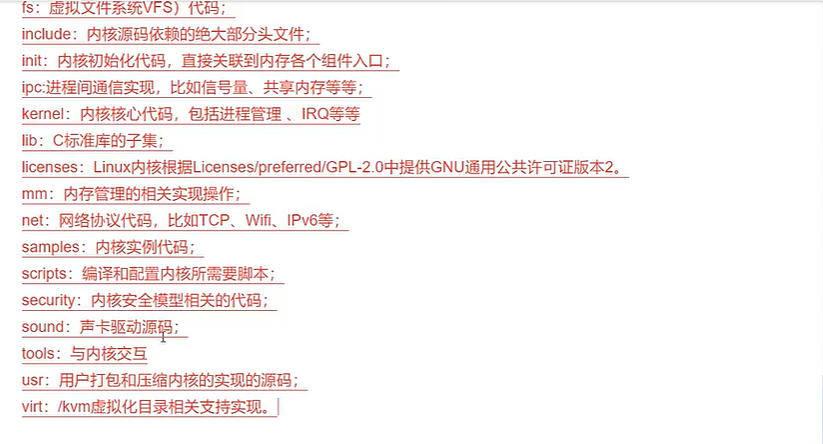 fs：虚拟文件系统VFS）代码；
include：内核源码依赖的绝大部分头文件；
init：内核初始化代码，直接关联到内存各个组件入口；
ipc:进程间通信实现，比如信号量、共享内存等等；
kernel：内核核心代码，包括进程管理 、IRQ等等
lib：C标准库的子集；
licenses：Linux内核根据Licenses/preferred/GPL-2.0中提供GNU通用公共许可证版本2。
mm：内存管理的相关实现操作；
net：网络协议代码，比如TCP、Wifi、IPv6等；
samples：内核实例代码；
scripts：编译和配置内核所需要脚本；
security：内核安全模型相关的代码；
sound：声卡驱动源码；
tools：与内核交互
usr：用户打包和压缩内核的实现的源码；
virt：/kvm虚拟化目录相关支持实现。